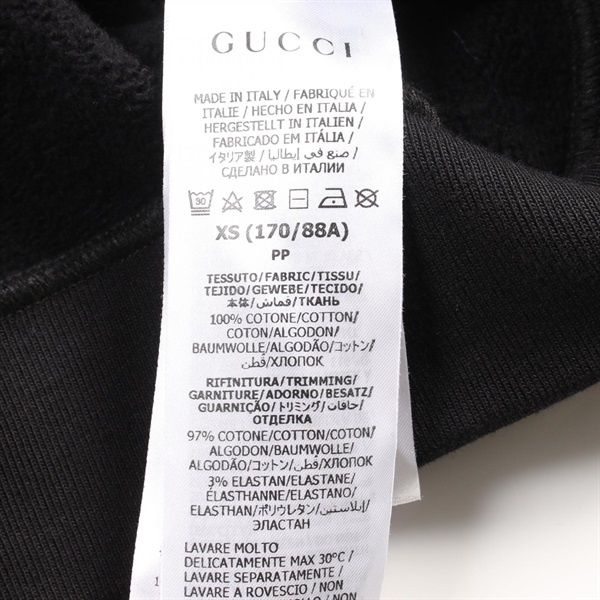 GUCCI
MADE IN ITALY / FABRIQUÉ EN
ITALIE / HECHO EN ITALIA /
HERGESTELLT IN ITALIEN /
FABRICADO EM ITÁLIA /
イタリア製 / صنع في إيطاليا /
СДЕЛАНО В ИТАЛИИ
30
XS (170/88A)
PP
TESSUTO/FABRIC/TISSU/
TEJIDO/GEWEBE/TECIDO/
本体/قماش/ТКАНЬ
100% COTONE/COTTON/
COTON/ALGODON/
BAUMWOLLE/ALGODÃO/コットン/
قطن/ХЛОПОК
RIFINITURA/TRIMMING/
GARNITURE/ADORNO/BESATZ/
GUARNIÇÃO/トリミング/حافات/
ОТДЕЛКА
97% COTONE/COTTON/COTON/
ALGODON/BAUMWOLLE/
ALGODÃO/コットン/قطن/ХЛОПОК
3% ELASTAN/ELASTANE/
ÉLASTHANNE/ELASTANO/
ELASTHAN/ポリウレタン/إيلاستين/
ЭЛАСТАН
LAVARE MOLTO
DELICATAMENTE MAX 30°C/
LAVARE SEPARATAMENTE/
LAVARE A ROVESCIO / NON